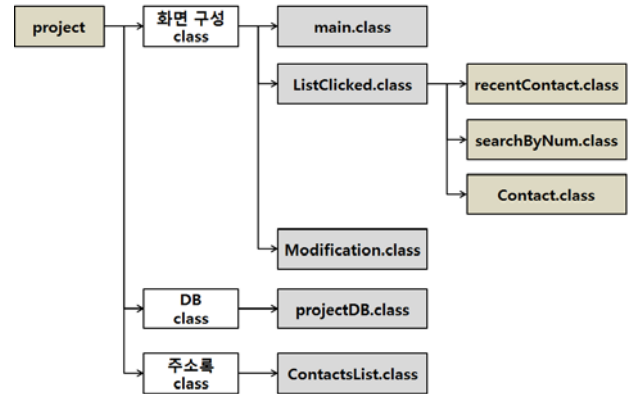 project
화면 구성
class
main.class
ListClicked.class
recentContact.class
searchByNum.class
Contact.class
Modification.class
DB
class
projectDB.class
주소록
class
ContactsList.class